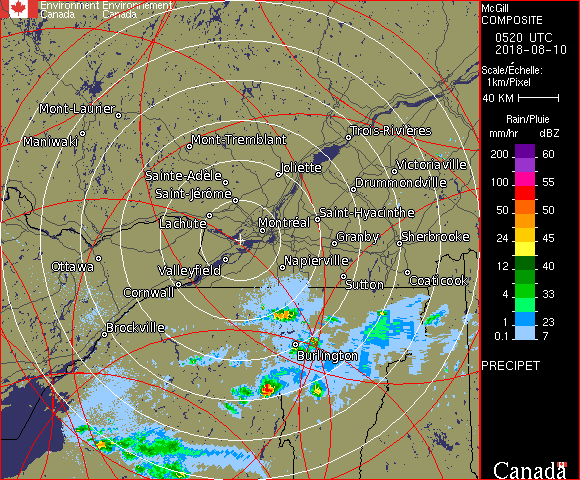 Environment Environnement
Canada Canada
McGill
COMPOSITE
0520 UTC
2018-08-10
Scale/Échelle:
1km/Pixel
40 KM
Rain/Pluie
mm/hr dBZ
200 60
100 55
50 50
24 45
12 40
4 33
1 23
0.1 7
PRECIPET
Canada
Mont-Laurier
Maniwaki
Mont-Tremblant
Trois-Rivières
Sainte-Adèle
Joliette
Victoriaville
Saint-Jérôme
Drummondville
Lachute
Montréal
Saint-Hyacinthe
Granby
Sherbrooke
Ottawa
Valleyfield
Napierville
Cornwall
Sutton
Coaticook
Brockville
Burlington